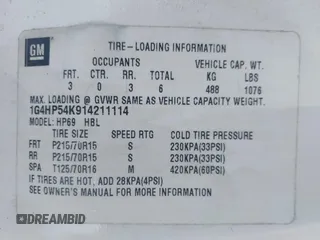 GM
TIRE-LOADING INFORMATION
OCCUPANTS VEHICLE CAP. WT.
FRT. CTR. RR. TOTAL KG LBS
3 0 3 6 488 1076
MAX. LOADING @ GVWR SAME AS VEHICLE CAPACITY WEIGHT
1G4HP54K914211114
MODEL: HP69 HBL
TIRE SIZE SPEED RTG COLD TIRE PRESSURE
FRT P215/70R15 S 230KPA(33PSI)
RR P215/70R15 S 230KPA(33PSI)
SPA T125/70R16 M 420KPA(60PSI)
IF TIRES ARE HOT, ADD 28KPA(4PSI)
SEE OWNER'S MANUAL FOR ADDITIONAL INFORMATION
DREAMBID